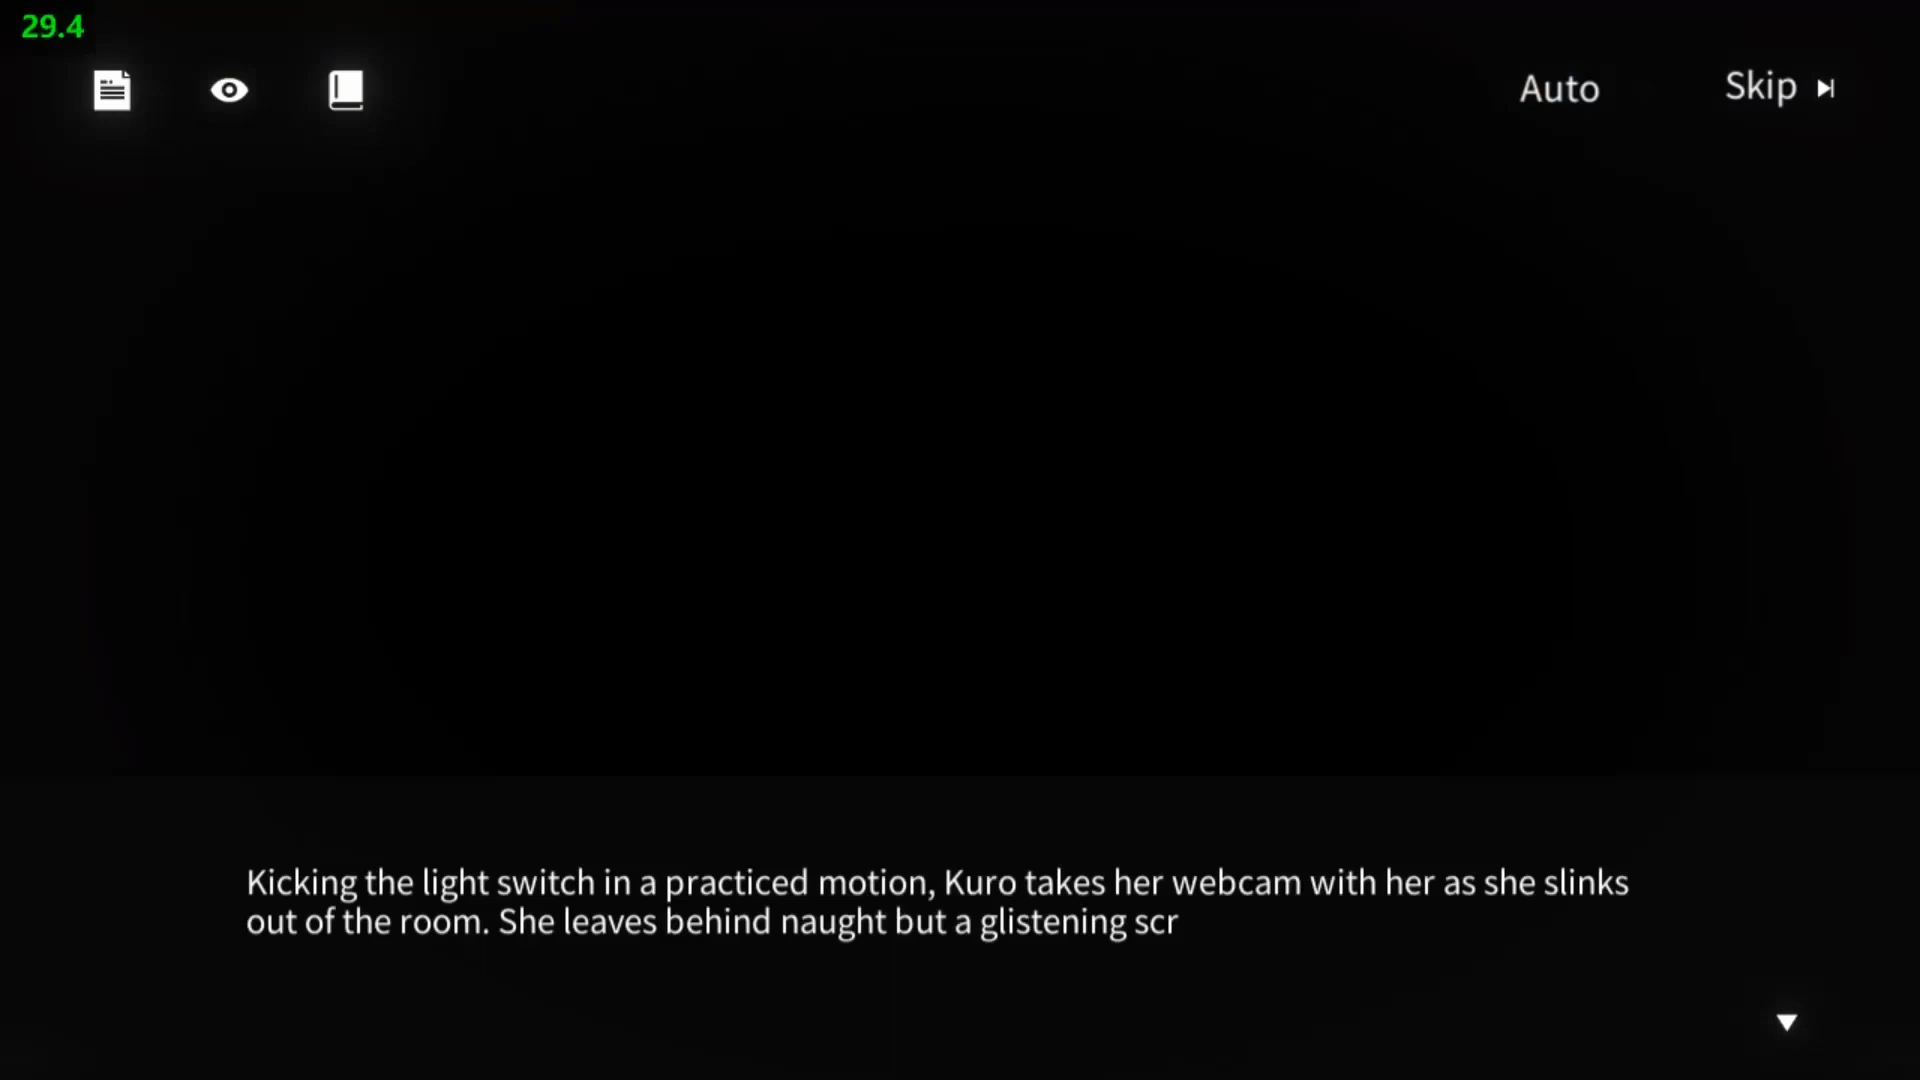 29.4
Auto
Skip
Kicking the light switch in a practiced motion, Kuro takes her webcam with her as she slinks
out of the room. She leaves behind naught but a glistening scr